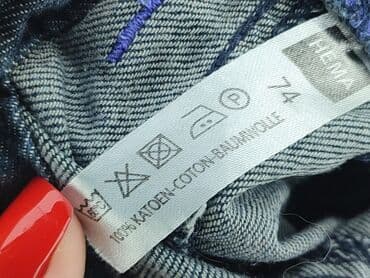 HEMA
74
P
100% KATOEN-COTON-BAUMWOLLE